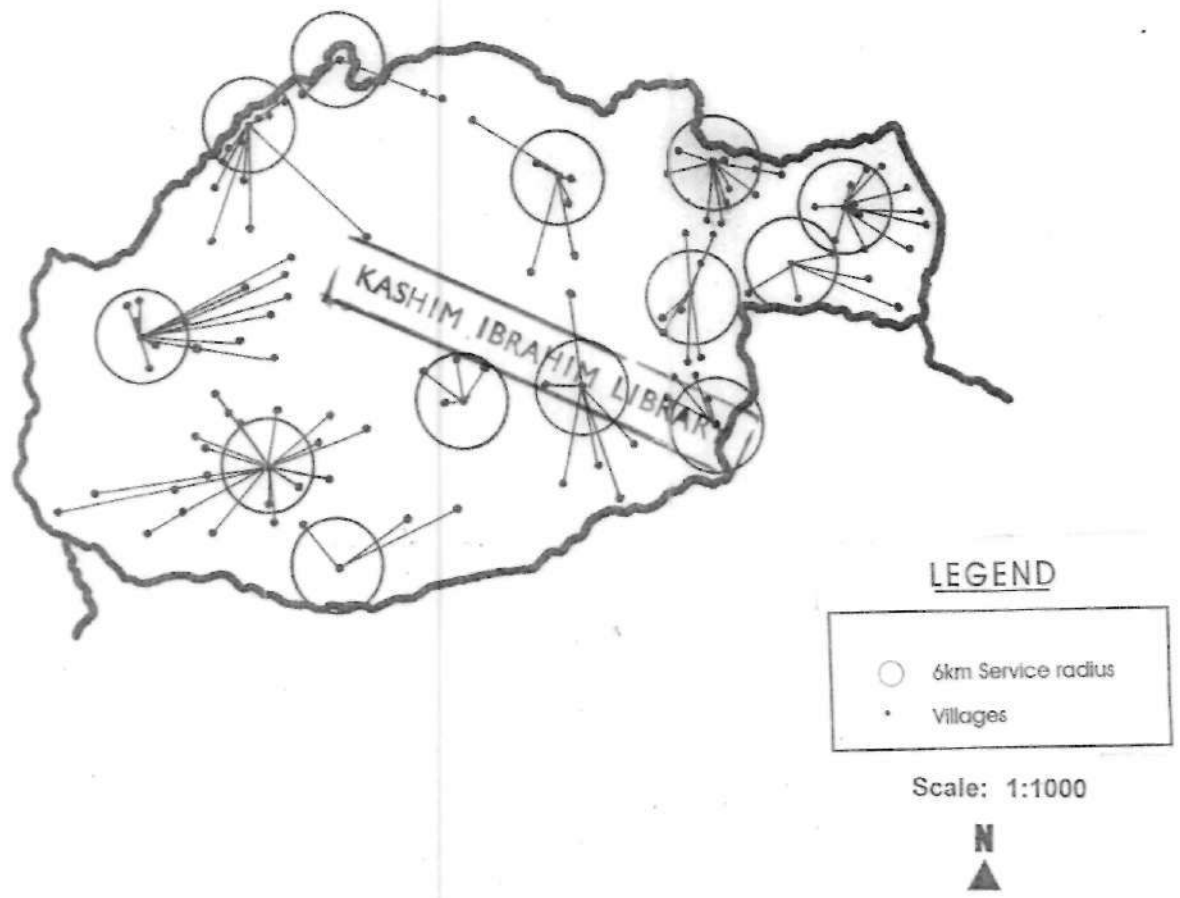 KASHIM IBRAHIM LIBRARY
LEGEND
6km Service radius
Villages
Scale: 1:1000
N